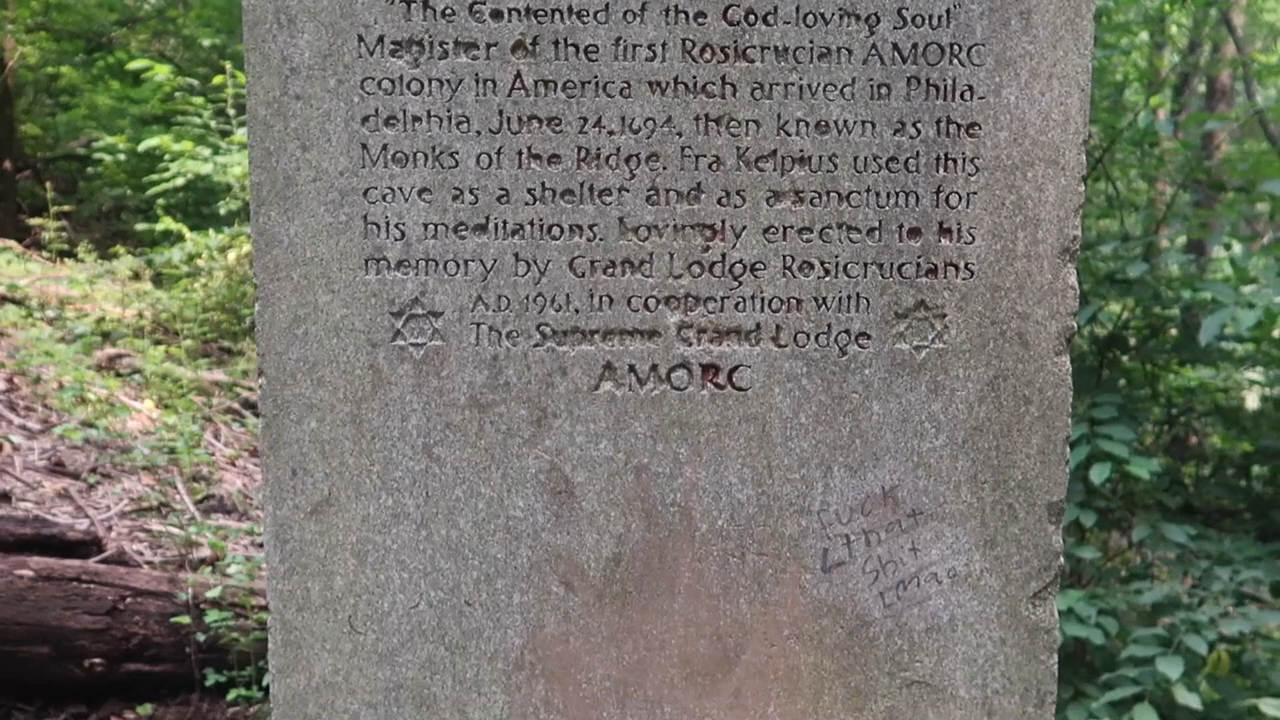 "The Contented of the God-loving Soul"
Magister of the first Rosicrucian AMORC
colony in America which arrived in Phila-
delphia, June 24, 1694, then known as the
Monks of the Ridge. Fra Kelpius used this
cave as a shelter and as a sanctum for
his meditations. Lovingly erected to his
memory by Grand Lodge Rosicrucians
A.D. 1961, in cooperation with
The Supreme Grand Lodge
AMORC
fuck
that
shit
Lmao